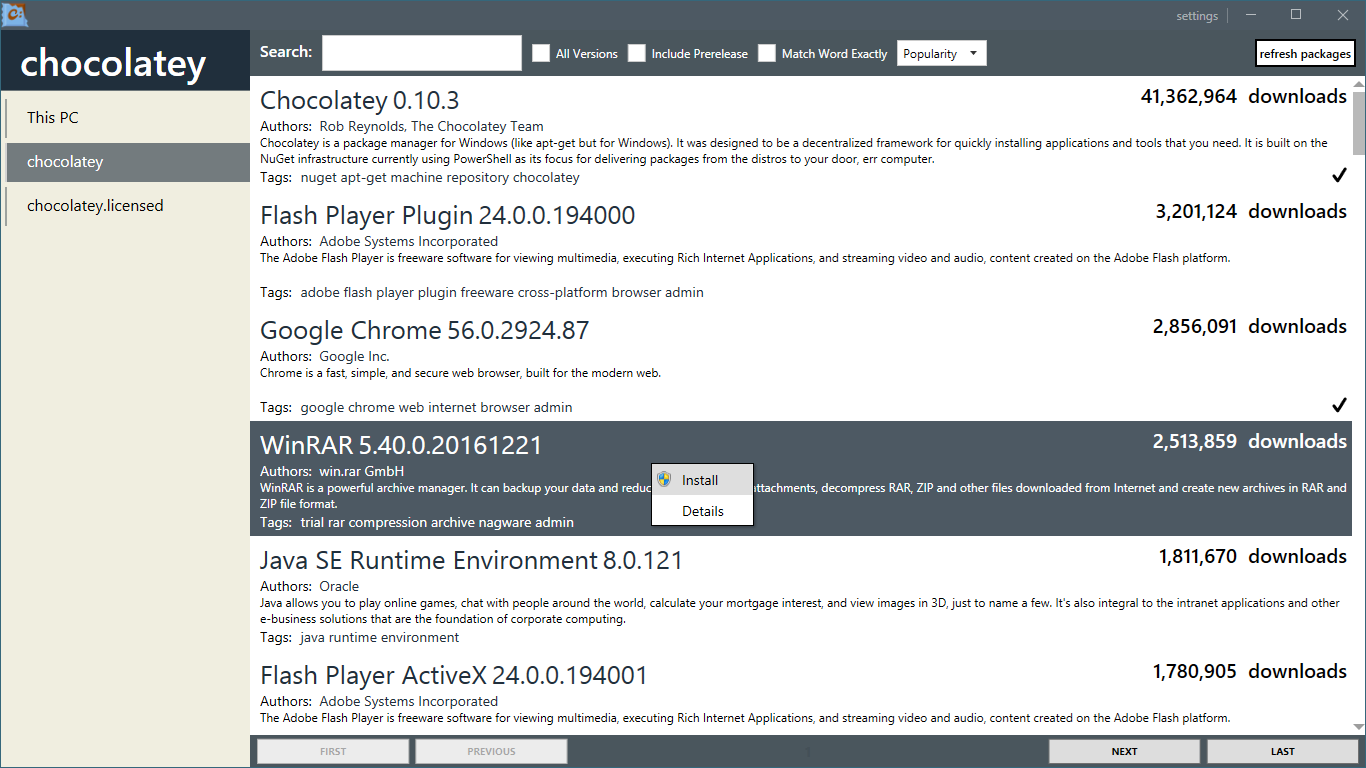 settings
chocolatey
Search:
All Versions
Include Prerelease
Match Word Exactly
Popularity
refresh packages
This PC
chocolatey
chocolatey.licensed
Chocolatey 0.10.3
41,362,964 downloads
Authors: Rob Reynolds, The Chocolatey Team
Chocolatey is a package manager for Windows (like apt-get but for Windows). It was designed to be a decentralized framework for quickly installing applications and tools that you need. It is built on the
NuGet infrastructure currently using PowerShell as its focus for delivering packages from the distros to your door, err computer.
Tags: nuget apt-get machine repository chocolatey
Flash Player Plugin 24.0.0.194000
3,201,124 downloads
Authors: Adobe Systems Incorporated
The Adobe Flash Player is freeware software for viewing multimedia, executing Rich Internet Applications, and streaming video and audio, content created on the Adobe Flash platform.
Tags: adobe flash player plugin freeware cross-platform browser admin
Google Chrome 56.0.2924.87
2,856,091 downloads
Authors: Google Inc.
Chrome is a fast, simple, and secure web browser, built for the modern web.
Tags: google chrome web internet browser admin
WinRAR 5.40.0.20161221
2,513,859 downloads
Authors: win.rar GmbH
WinRAR is a powerful archive manager. It can backup your data and reduc
ttachments, decompress RAR, ZIP and other files downloaded from Internet and create new archives in RAR and
ZIP file format.
Tags: trial rar compression archive nagware admin
Install
Details
Java SE Runtime Environment 8.0.121
1,811,670 downloads
Authors: Oracle
Java allows you to play online games, chat with people around the world, calculate your mortgage interest, and view images in 3D, just to name a few. It's also integral to the intranet applications and other
e-business solutions that are the foundation of corporate computing.
Tags: java runtime environment
Flash Player ActiveX 24.0.0.194001
1,780,905 downloads
Authors: Adobe Systems Incorporated
The Adobe Flash Player is freeware software for viewing multimedia, executing Rich Internet Applications, and streaming video and audio, content created on the Adobe Flash platform.
FIRST
PREVIOUS
1
NEXT
LAST